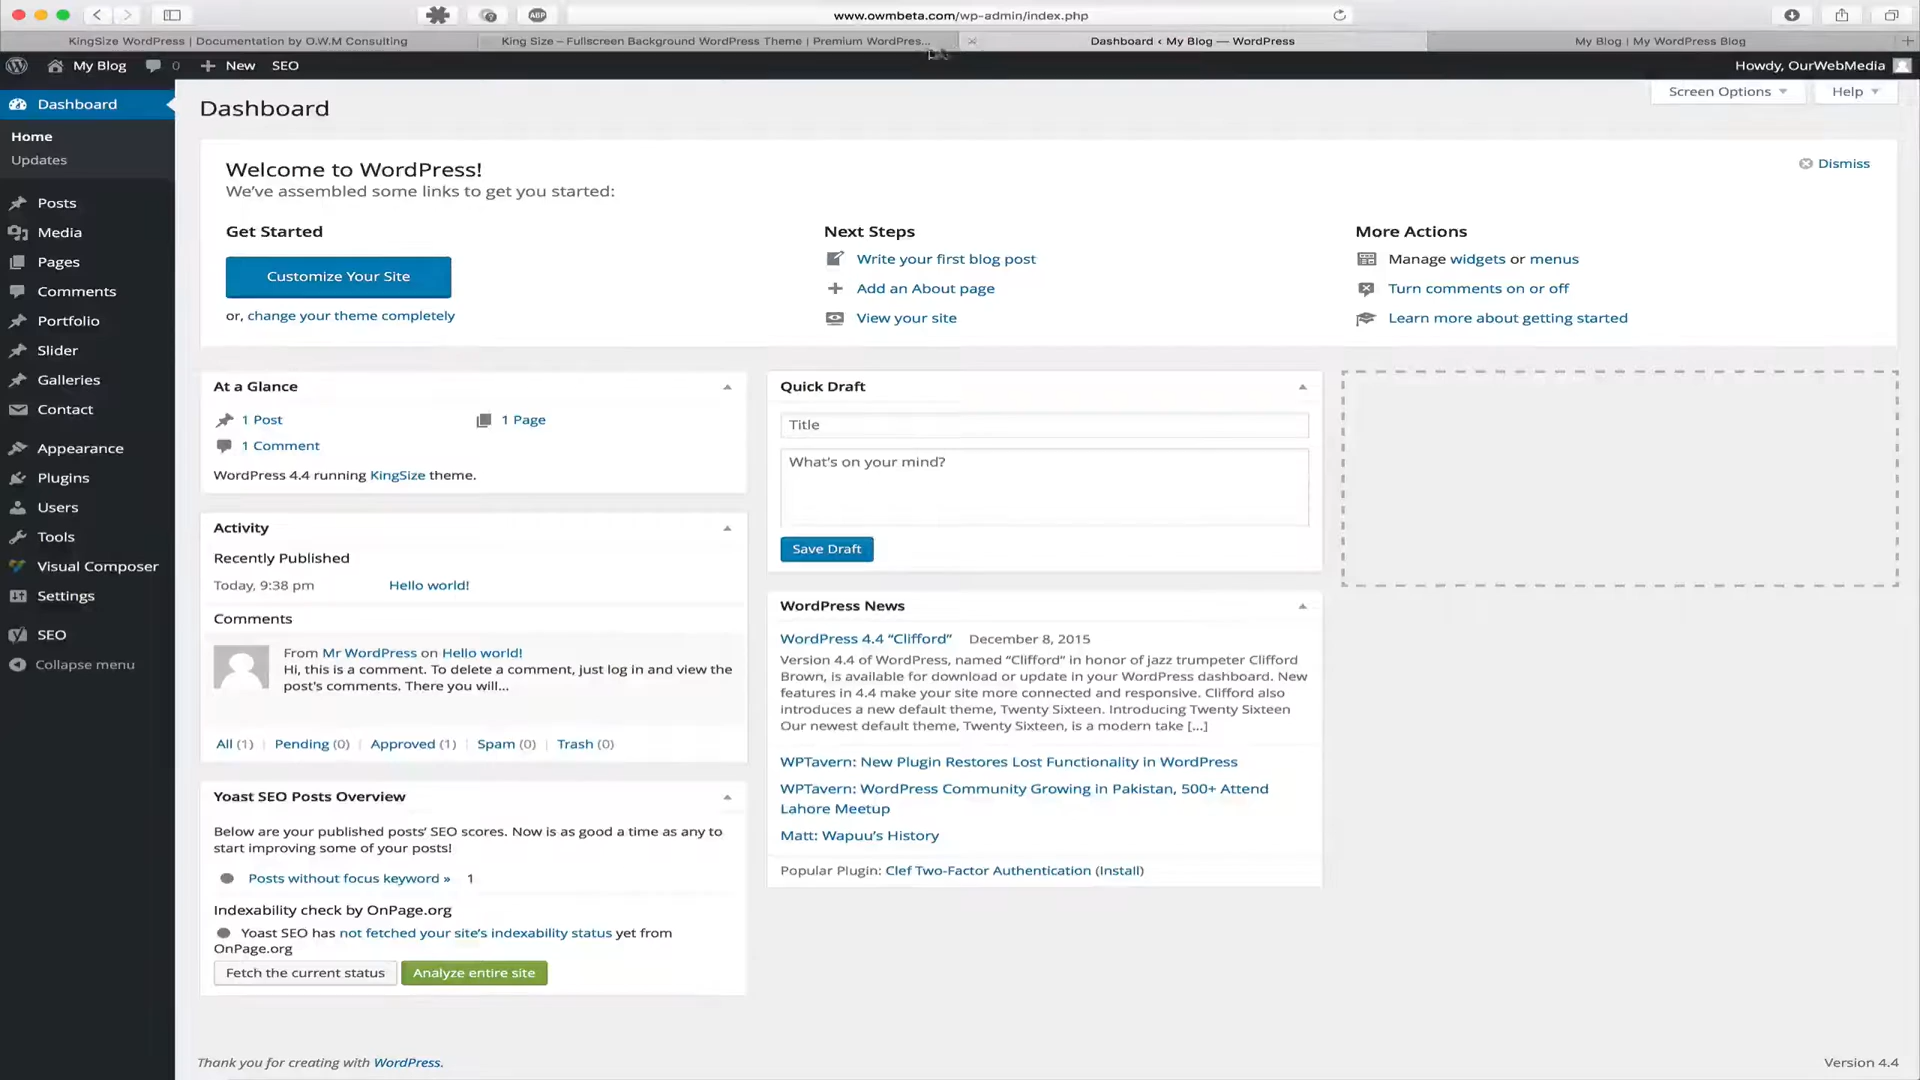 www.owmbeta.com/wp-admin/index.php
ABP
KingSize WordPress | Documentation by O.W.M Consulting
King Size – Fullscreen Background WordPress Theme | Premium WordPres...
Dashboard ‹ My Blog — WordPress
My Blog | My WordPress Blog
My Blog
0
New
SEO
Howdy, OurWebMedia
Dashboard
Home
Updates
Posts
Media
Pages
Comments
Portfolio
Slider
Galleries
Contact
Appearance
Plugins
Users
Tools
Visual Composer
Settings
SEO
Collapse menu
Dashboard
Screen Options
Help
Welcome to WordPress!
We've assembled some links to get you started:
Dismiss
Get Started
Customize Your Site
or, change your theme completely
Next Steps
Write your first blog post
Add an About page
View your site
More Actions
Manage widgets or menus
Turn comments on or off
Learn more about getting started
At a Glance
1 Post
1 Page
1 Comment
WordPress 4.4 running KingSize theme.
Activity
Recently Published
Today, 9:38 pm Hello world!
Comments
From Mr WordPress on Hello world!
Hi, this is a comment. To delete a comment, just log in and view the
post's comments. There you will...
All (1) | Pending (0) | Approved (1) | Spam (0) | Trash (0)
Yoast SEO Posts Overview
Below are your published posts' SEO scores. Now is as good a time as any to
start improving some of your posts!
Posts without focus keyword » 1
Indexability check by OnPage.org
Yoast SEO has not fetched your site's indexability status yet from
OnPage.org
Fetch the current status
Analyze entire site
Quick Draft
Title
What's on your mind?
Save Draft
WordPress News
WordPress 4.4 “Clifford” December 8, 2015
Version 4.4 of WordPress, named “Clifford” in honor of jazz trumpeter Clifford
Brown, is available for download or update in your WordPress dashboard. New
features in 4.4 make your site more connected and responsive. Clifford also
introduces a new default theme, Twenty Sixteen. Introducing Twenty Sixteen
Our newest default theme, Twenty Sixteen, is a modern take [...]
WPTavern: New Plugin Restores Lost Functionality in WordPress
WPTavern: WordPress Community Growing in Pakistan, 500+ Attend
Lahore Meetup
Matt: Wapuu's History
Popular Plugin: Clef Two-Factor Authentication (Install)
Thank you for creating with WordPress.
Version 4.4